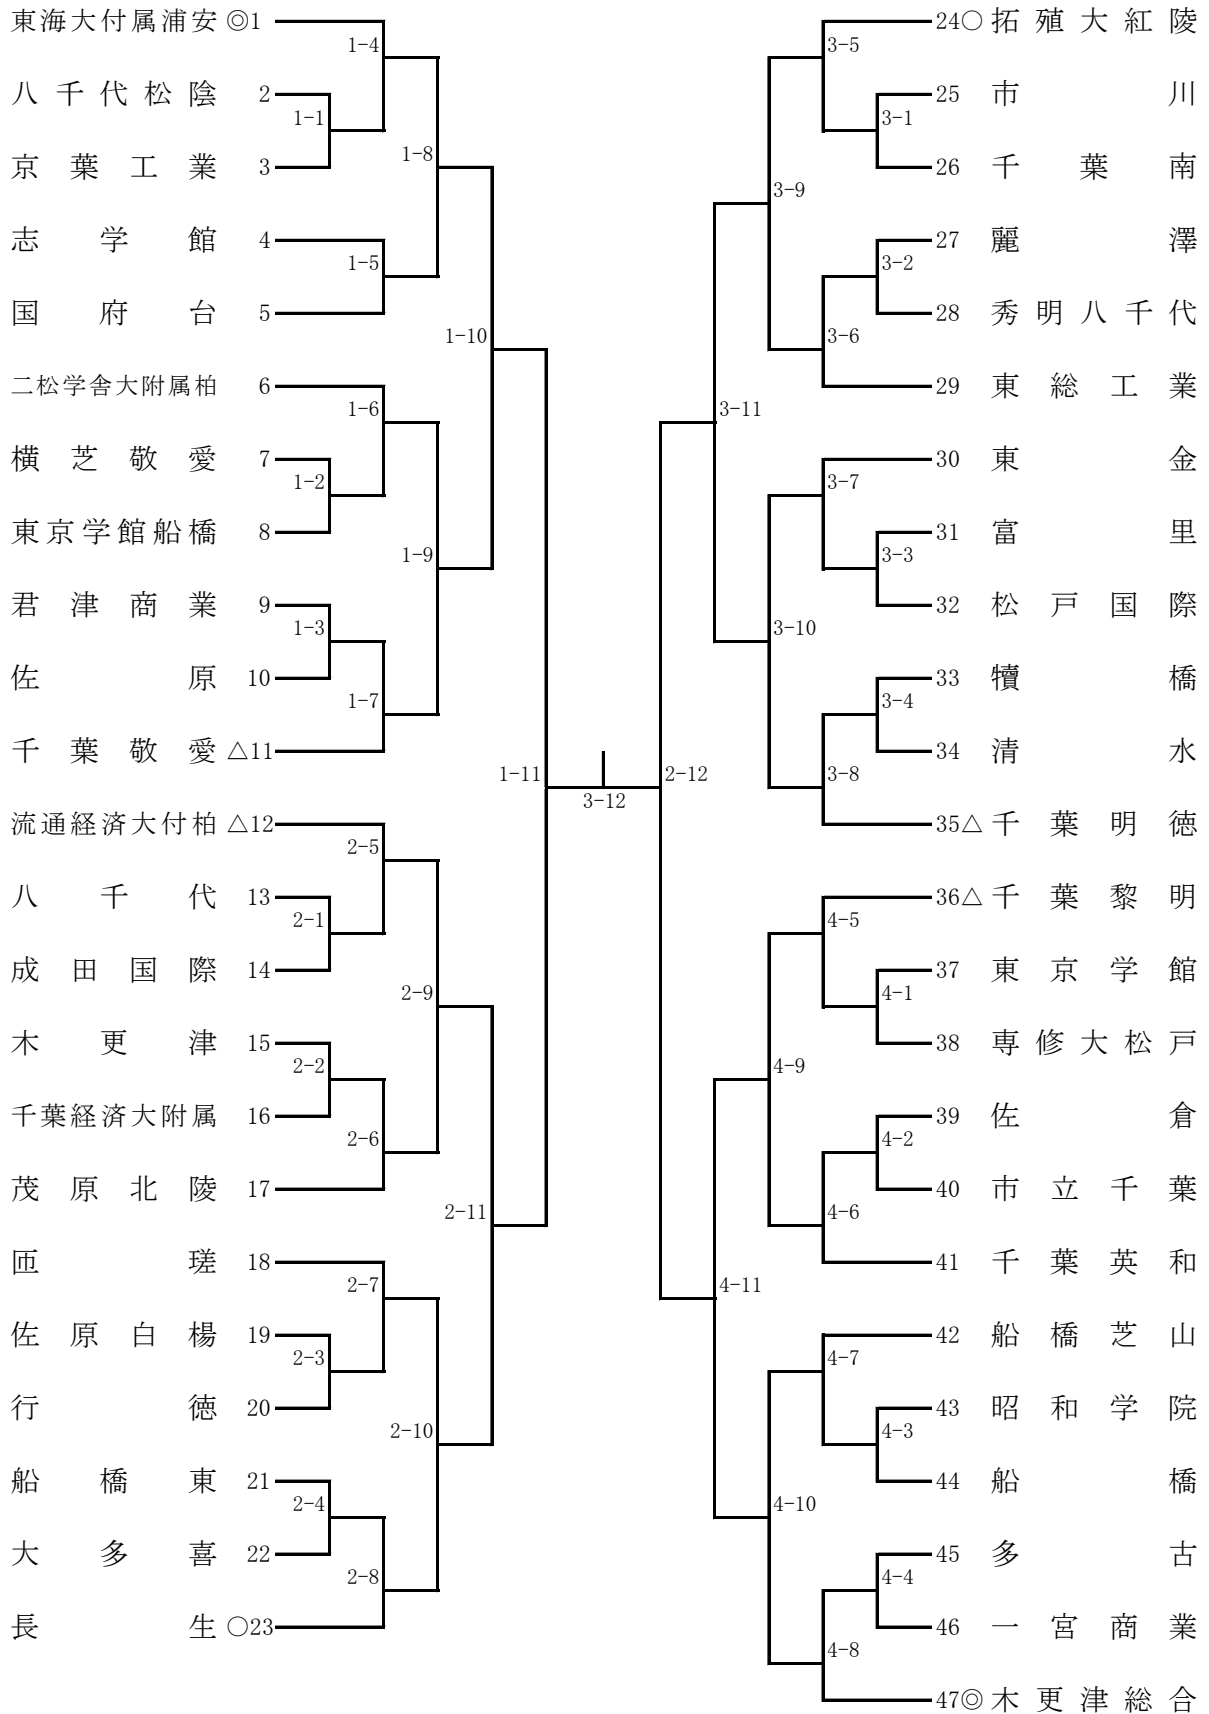 東海大付属浦安 ◎1
1-4
八千代松陰 2
1-1
京葉工業 3
1-8
志学館 4
1-5
国府台 5
1-10
二松学舎大附属柏 6
1-6
横芝敬愛 7
1-2
東京学館船橋 8
1-9
君津商業 9
1-3
佐原 10
1-7
千葉敬愛 △11
1-11
流通経済大付柏 △12
2-5
八千代 13
2-1
成田国際 14
2-9
木更津 15
2-2
千葉経済大附属 16
2-6
茂原北陵 17
2-11
匝瑳 18
2-7
佐原白楊 19
2-3
行徳 20
2-10
船橋東 21
2-4
大多喜 22
2-8
長生 ○23
3-12
2-12
24○ 拓殖大紅陵
3-5
25 市川
3-1
26 千葉南
3-9
27 麗澤
3-2
28 秀明八千代
3-6
29 東総工業
3-11
30 東金
3-7
31 富里
3-3
32 松戸国際
3-10
33 犢橋
3-4
34 清水
3-8
35△ 千葉明徳
36△ 千葉黎明
4-5
37 東京学館
4-1
38 専修大松戸
4-9
39 佐倉
4-2
40 市立千葉
4-6
41 千葉英和
4-11
42 船橋芝山
4-7
43 昭和学院
4-3
44 船橋
4-10
45 多古
4-4
46 一宮商業
4-8
47◎ 木更津総合